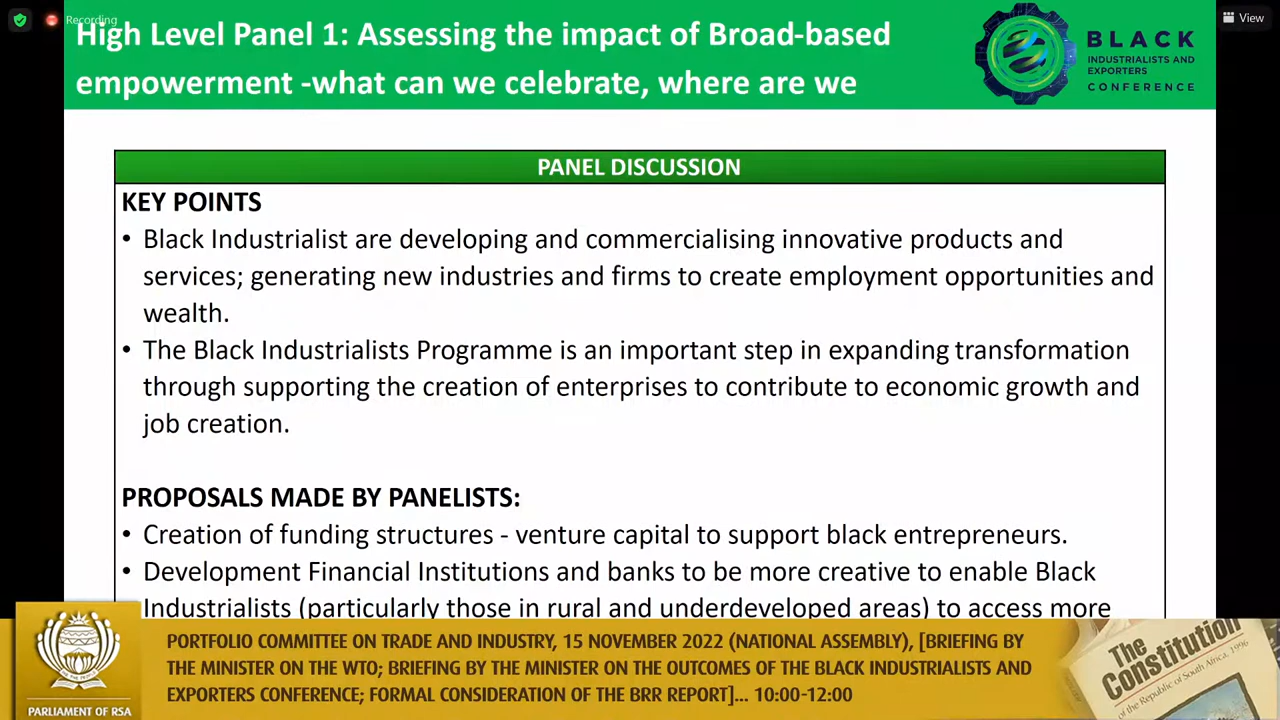 Recording
View
High Level Panel 1: Assessing the impact of Broad-based
empowerment -what can we celebrate, where are we
BLACK
INDUSTRIALISTS AND
EXPORTERS
CONFERENCE
PANEL DISCUSSION
KEY POINTS
• Black Industrialist are developing and commercialising innovative products and
services; generating new industries and firms to create employment opportunities and
wealth.
• The Black Industrialists Programme is an important step in expanding transformation
through supporting the creation of enterprises to contribute to economic growth and
job creation.
PROPOSALS MADE BY PANELISTS:
• Creation of funding structures - venture capital to support black entrepreneurs.
• Development Financial Institutions and banks to be more creative to enable Black
Industrialists (particularly those in rural and underdeveloped areas) to access more
PORTFOLIO COMMITTEE ON TRADE AND INDUSTRY, 15 NOVEMBER 2022 (NATIONAL ASSEMBLY), [BRIEFING BY
THE MINISTER ON THE WTO; BRIEFING BY THE MINISTER ON THE OUTCOMES OF THE BLACK INDUSTRIALISTS AND
EXPORTERS CONFERENCE; FORMAL CONSIDERATION OF THE BRR REPORT]... 10:00-12:00
PARLIAMENT OF RSA
The
Constitution
of the Republic of South Africa, 1996